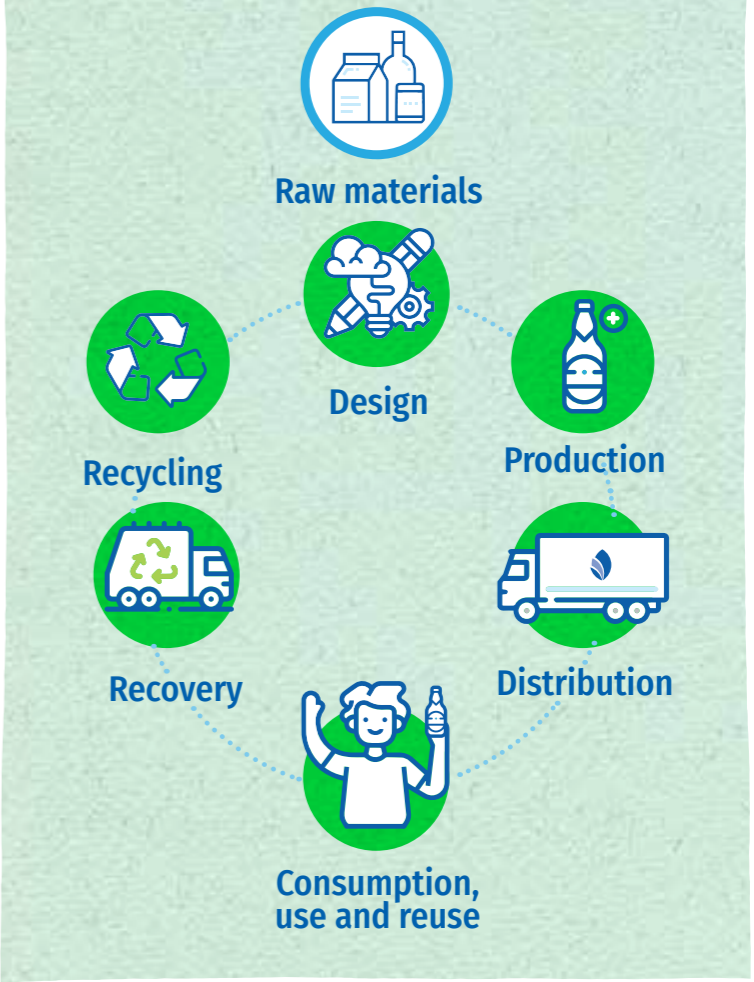 Raw materials
Design
Production
Recycling
Distribution
Recovery
Consumption,
use and reuse